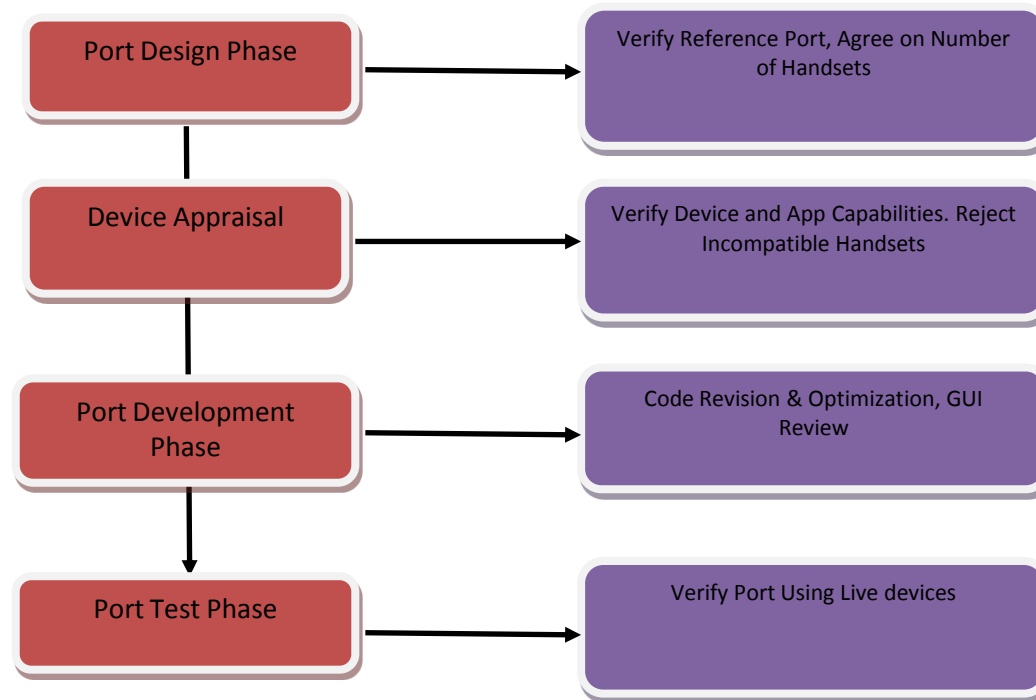 Port Design Phase
Verify Reference Port, Agree on Number
of Handsets
Device Appraisal
Verify Device and App Capabilities. Reject
Incompatible Handsets
Port Development
Phase
Code Revision & Optimization, GUI
Review
Port Test Phase
Verify Port Using Live devices